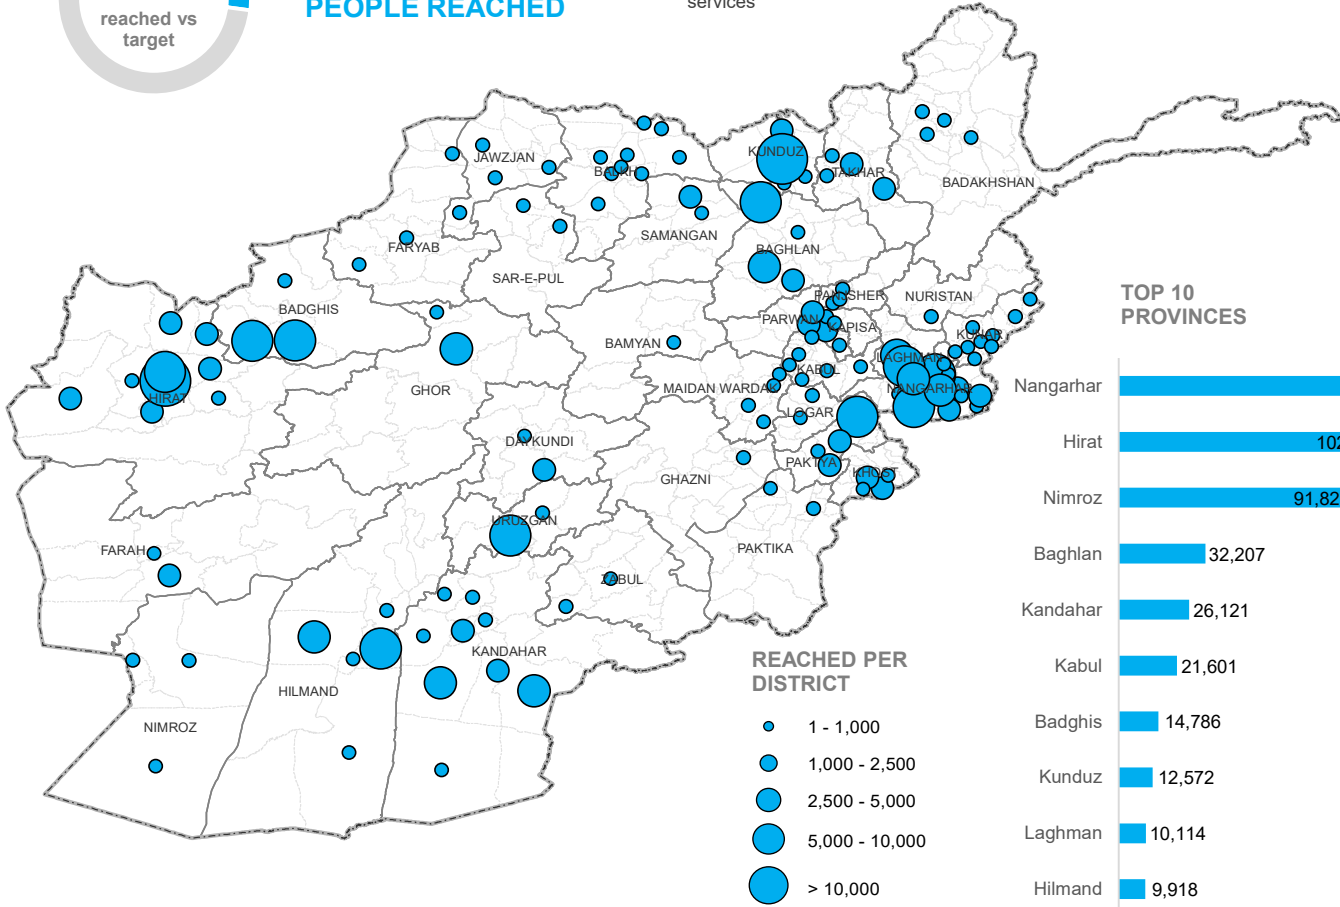 reached vs
target
PEOPLE REACHED
services
JAWZJAN
BALKH
KUNDUZ
TAKHAR
BADAKHSHAN
FARYAB
SAMANGAN
BAGHLAN
SAR-E-PUL
BADGHIS
PANJSHER
NURISTAN
PARWAN
KAPISA
KUNAR
BAMYAN
LAGHMAN
KABUL
MAIDAN WARDAK
NANGARHAR
GHOR
HIRAT
LOGAR
DAYKUNDI
PAKTYA
KHOST
GHAZNI
URUZGAN
FARAH
PAKTIKA
ZABUL
KANDAHAR
HILMAND
NIMROZ
REACHED PER
DISTRICT
1 - 1,000
1,000 - 2,500
2,500 - 5,000
5,000 - 10,000
> 10,000
TOP 10
PROVINCES
Nangarhar
Hirat 102
Nimroz 91,82
Baghlan 32,207
Kandahar 26,121
Kabul 21,601
Badghis 14,786
Kunduz 12,572
Laghman 10,114
Hilmand 9,918